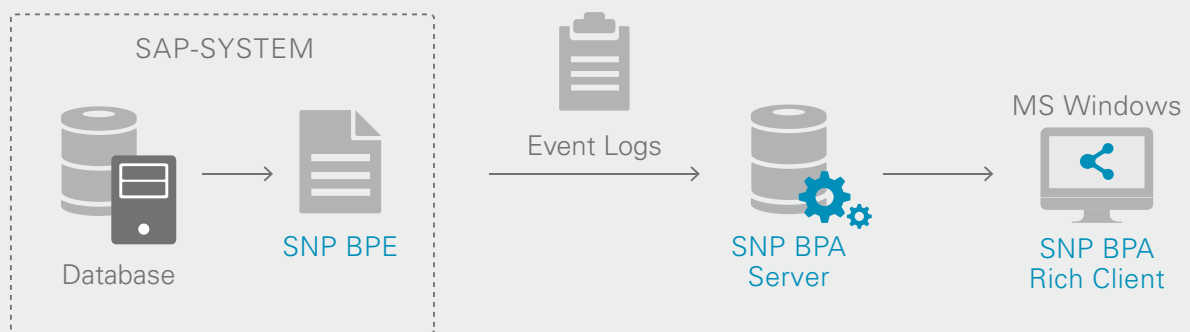 SAP-SYSTEM
Database
SNP BPE
Event Logs
SNP BPA
Server
MS Windows
SNP BPA
Rich Client